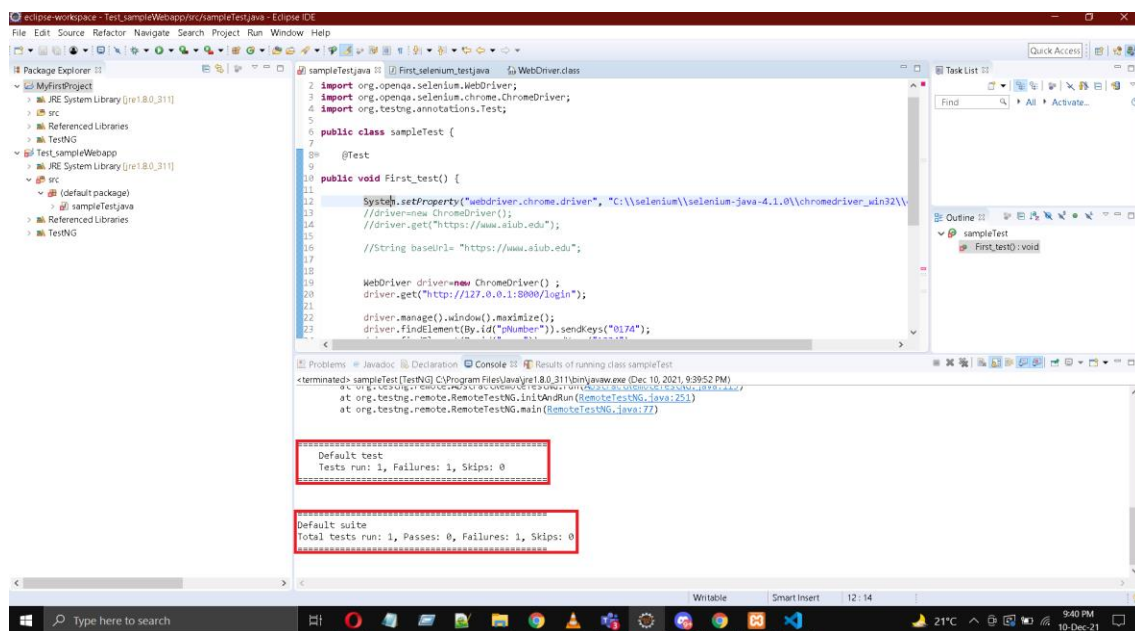 eclipse-workspace - Test_sampleWebapp/src/sampleTest.java - Eclipse IDE
File Edit Source Refactor Navigate Search Project Run Window Help
Quick Access
Package Explorer
MyFirstProject
JRE System Library [jre1.8.0_311]
src
Referenced Libraries
TestNG
Test_sampleWebapp
JRE System Library [jre1.8.0_311]
src
(default package)
sampleTest.java
Referenced Libraries
TestNG
sampleTest.java First_selenium_test.java WebDriver.class
2 import org.openqa.selenium.WebDriver;
3 import org.openqa.selenium.chrome.ChromeDriver;
4 import org.testng.annotations.Test;
5
6 public class sampleTest {
7
8 @Test
9
10 public void First_test() {
11
12 System.setProperty("webdriver.chrome.driver", "C:\\selenium\\selenium-java-4.1.0\\chromedriver_win32\\
13 //driver=new ChromeDriver();
14 //driver.get("https://www.aiub.edu");
15
16 //String baseUrl= "https://www.aiub.edu";
17
18
19 WebDriver driver=new ChromeDriver() ;
20 driver.get("http://127.0.0.1:8000/login");
21
22 driver.manage().window().maximize();
23 driver.findElement(By.id("pNumber")).sendKeys("0174");
Task List
Find All Activate...
Outline
sampleTest
First_test() : void
Problems Javadoc Declaration Console Results of running class sampleTest
<terminated> sampleTest [TestNG] C:\Program Files\Java\jre1.8.0_311\bin\javaw.exe (Dec 10, 2021, 9:39:52 PM)
at org.testng.remote.AbstractRemoteTestNG.run(AbstractRemoteTestNG.java:115)
at org.testng.remote.RemoteTestNG.initAndRun(RemoteTestNG.java:251)
at org.testng.remote.RemoteTestNG.main(RemoteTestNG.java:77)
===============================================
Default test
Tests run: 1, Failures: 1, Skips: 0
===============================================
===============================================
Default suite
Total tests run: 1, Passes: 0, Failures: 1, Skips: 0
===============================================
Writable Smart Insert 12 : 14
Type here to search
21°C
9:40 PM
10-Dec-21